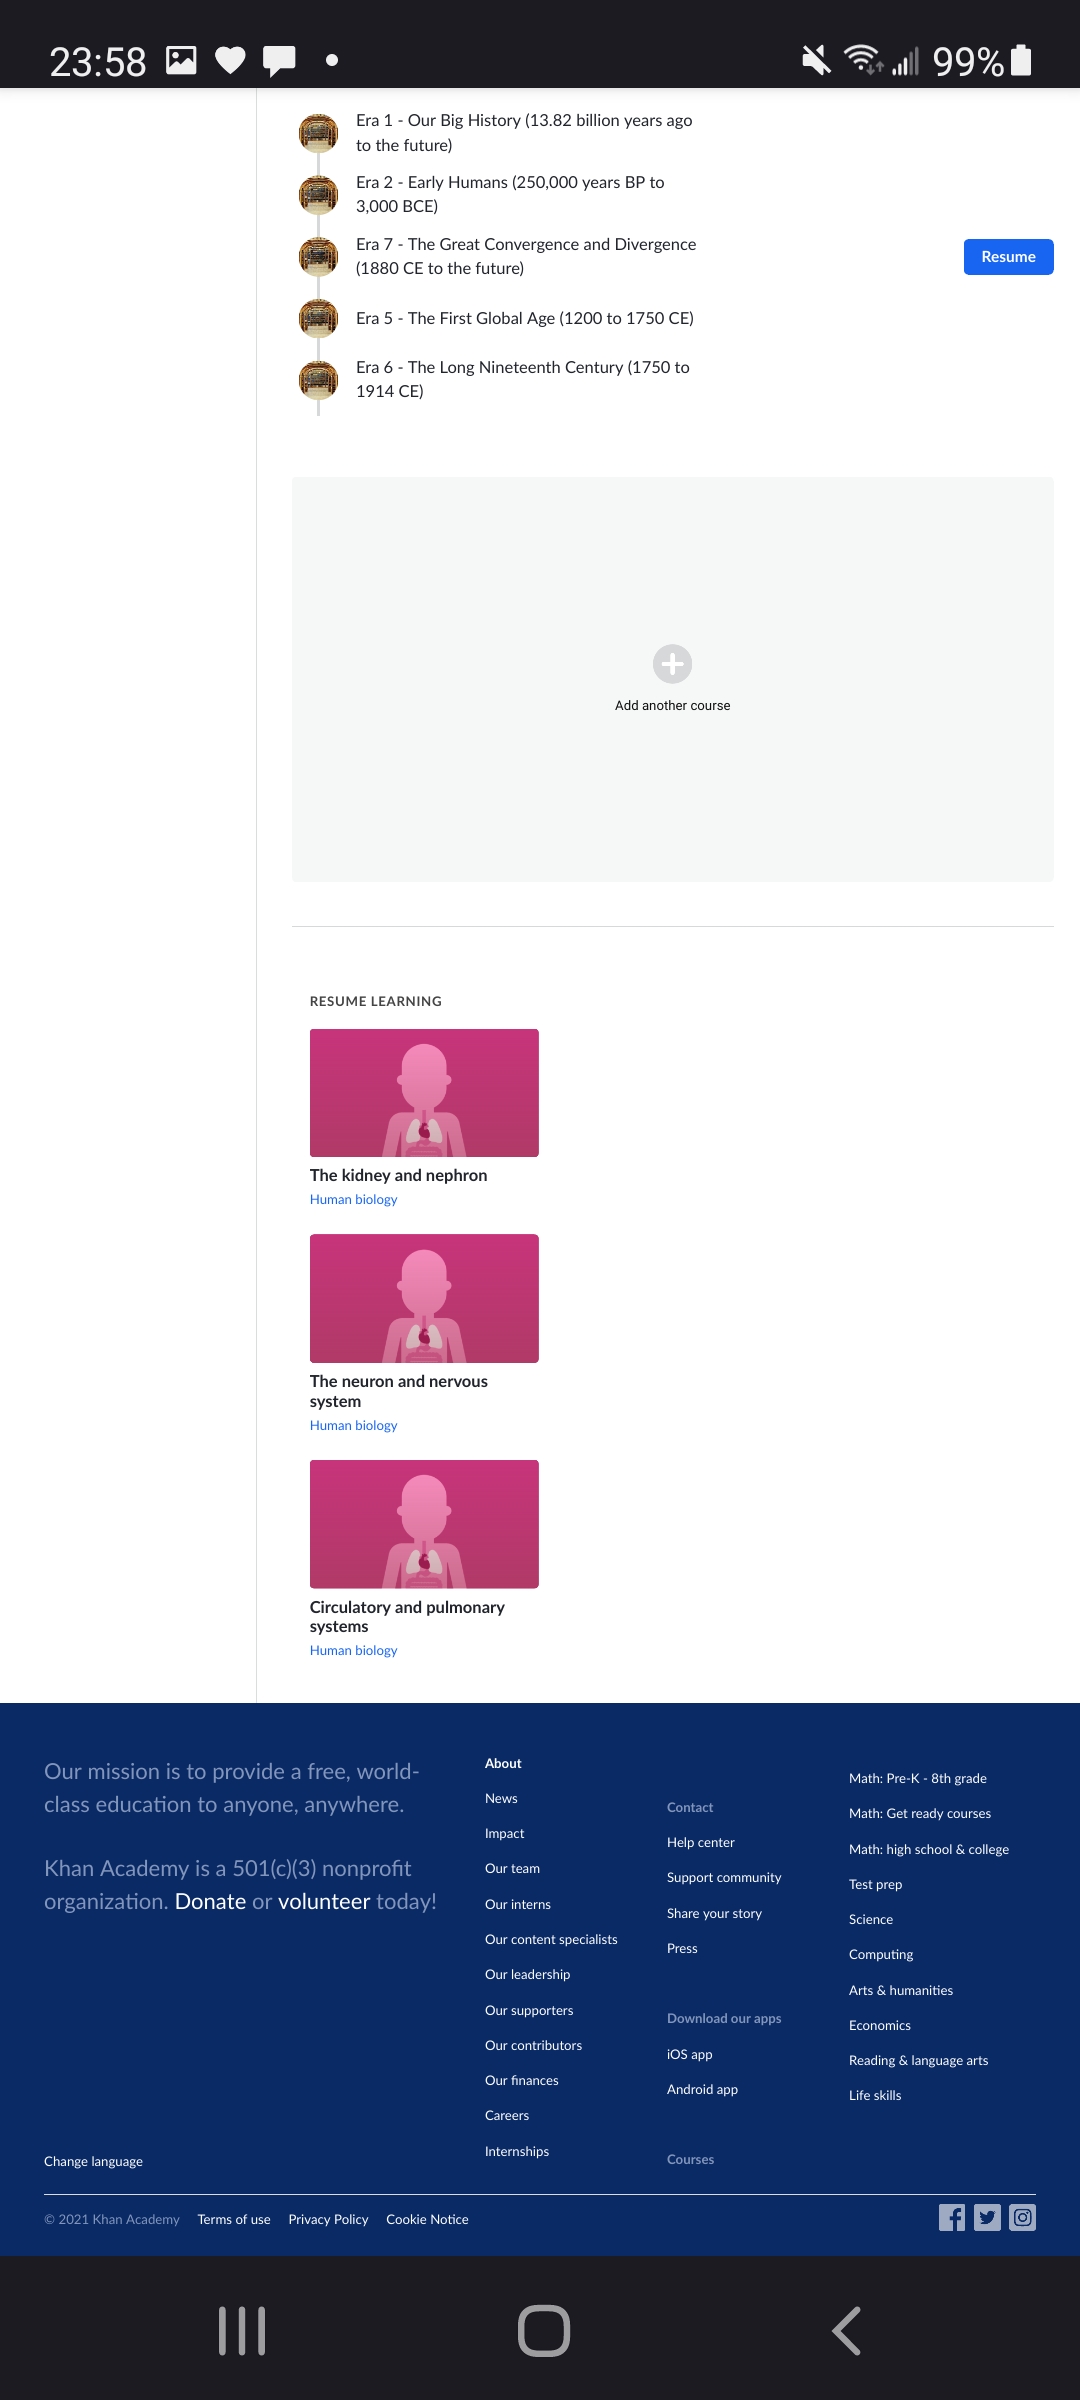 23:58
99%
Era 1 - Our Big History (13.82 billion years ago
to the future)
Era 2 - Early Humans (250,000 years BP to
3,000 BCE)
Era 7 - The Great Convergence and Divergence
(1880 CE to the future)
Resume
Era 5 - The First Global Age (1200 to 1750 CE)
Era 6 - The Long Nineteenth Century (1750 to
1914 CE)
Add another course
RESUME LEARNING
The kidney and nephron
Human biology
The neuron and nervous
system
Human biology
Circulatory and pulmonary
systems
Human biology
Our mission is to provide a free, world-
class education to anyone, anywhere.
Khan Academy is a 501(c)(3) nonprofit
organization. Donate or volunteer today!
Change language
About
News
Impact
Our team
Our interns
Our content specialists
Our leadership
Our supporters
Our contributors
Our finances
Careers
Internships
Contact
Help center
Support community
Share your story
Press
Download our apps
iOS app
Android app
Courses
Math: Pre-K - 8th grade
Math: Get ready courses
Math: high school & college
Test prep
Science
Computing
Arts & humanities
Economics
Reading & language arts
Life skills
© 2021 Khan Academy
Terms of use
Privacy Policy
Cookie Notice